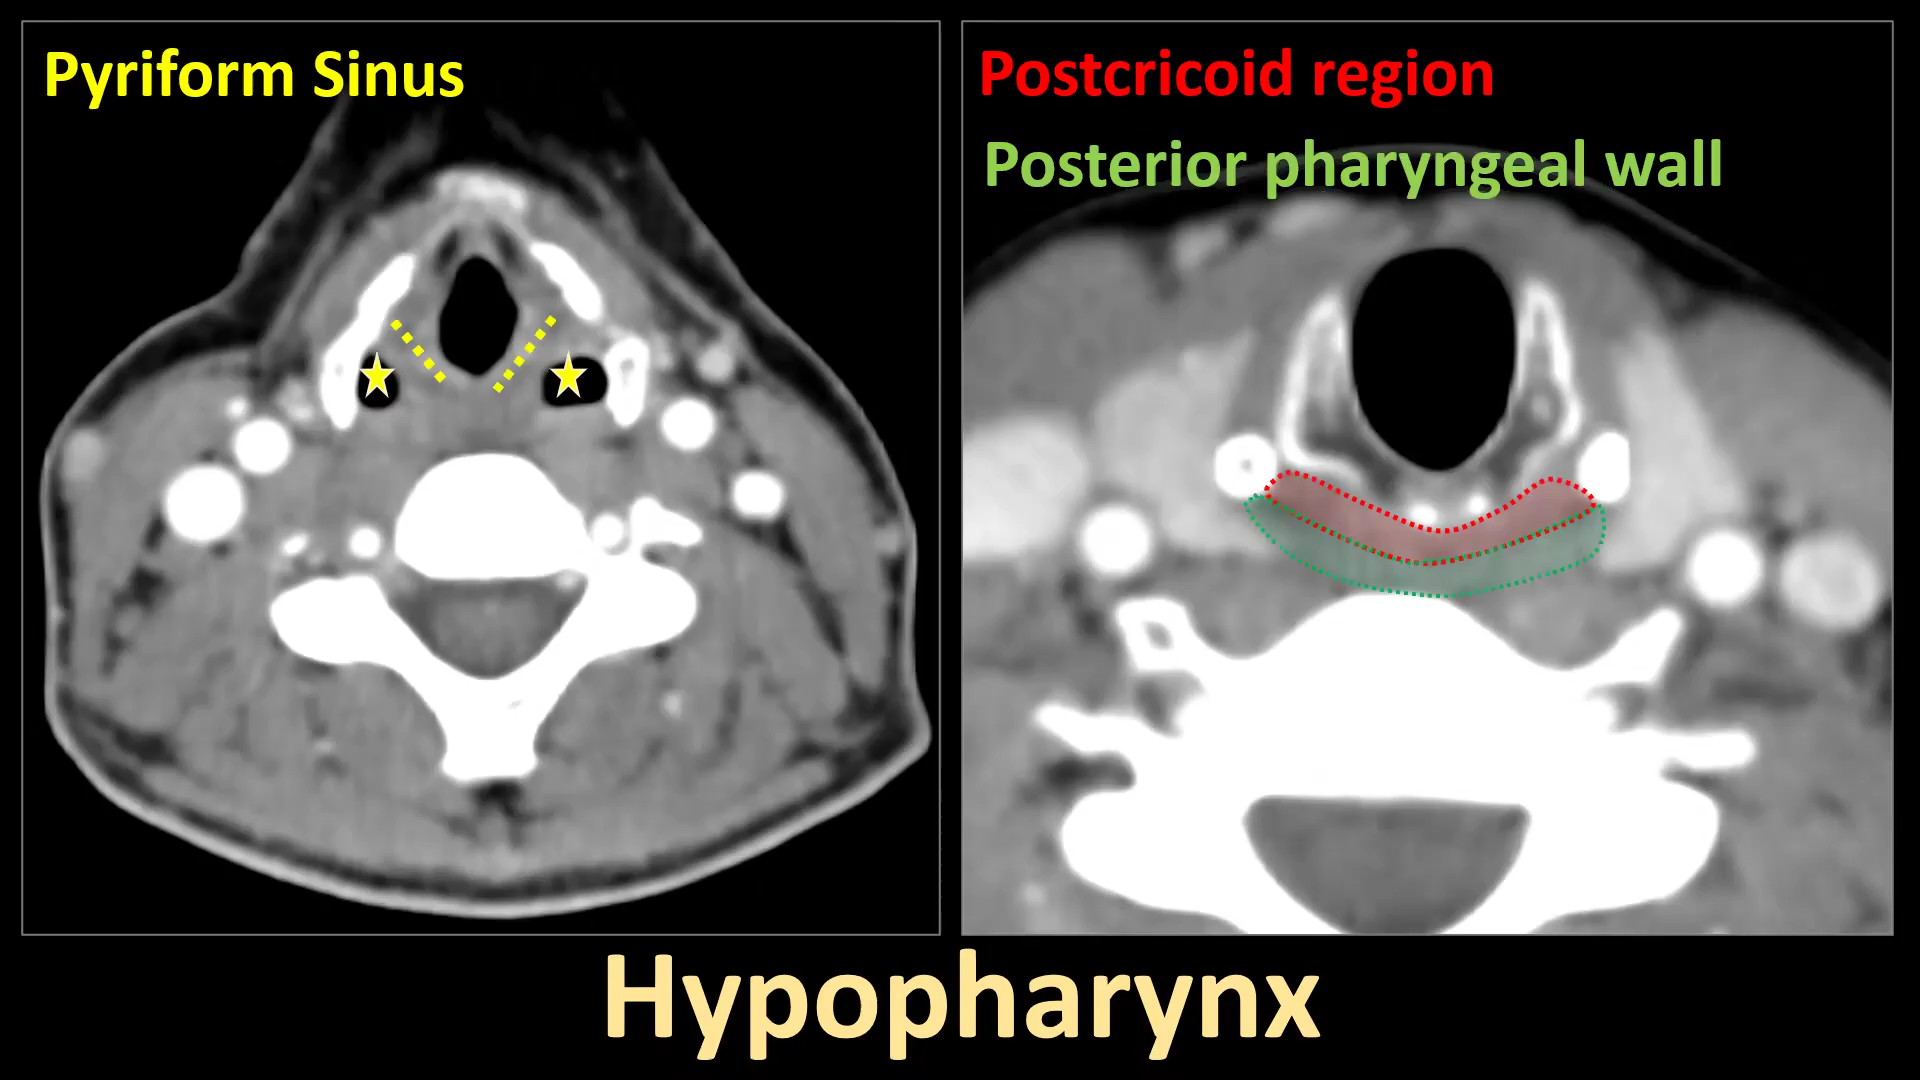 Pyriform Sinus
Postcricoid region
Posterior pharyngeal wall
Hypopharynx